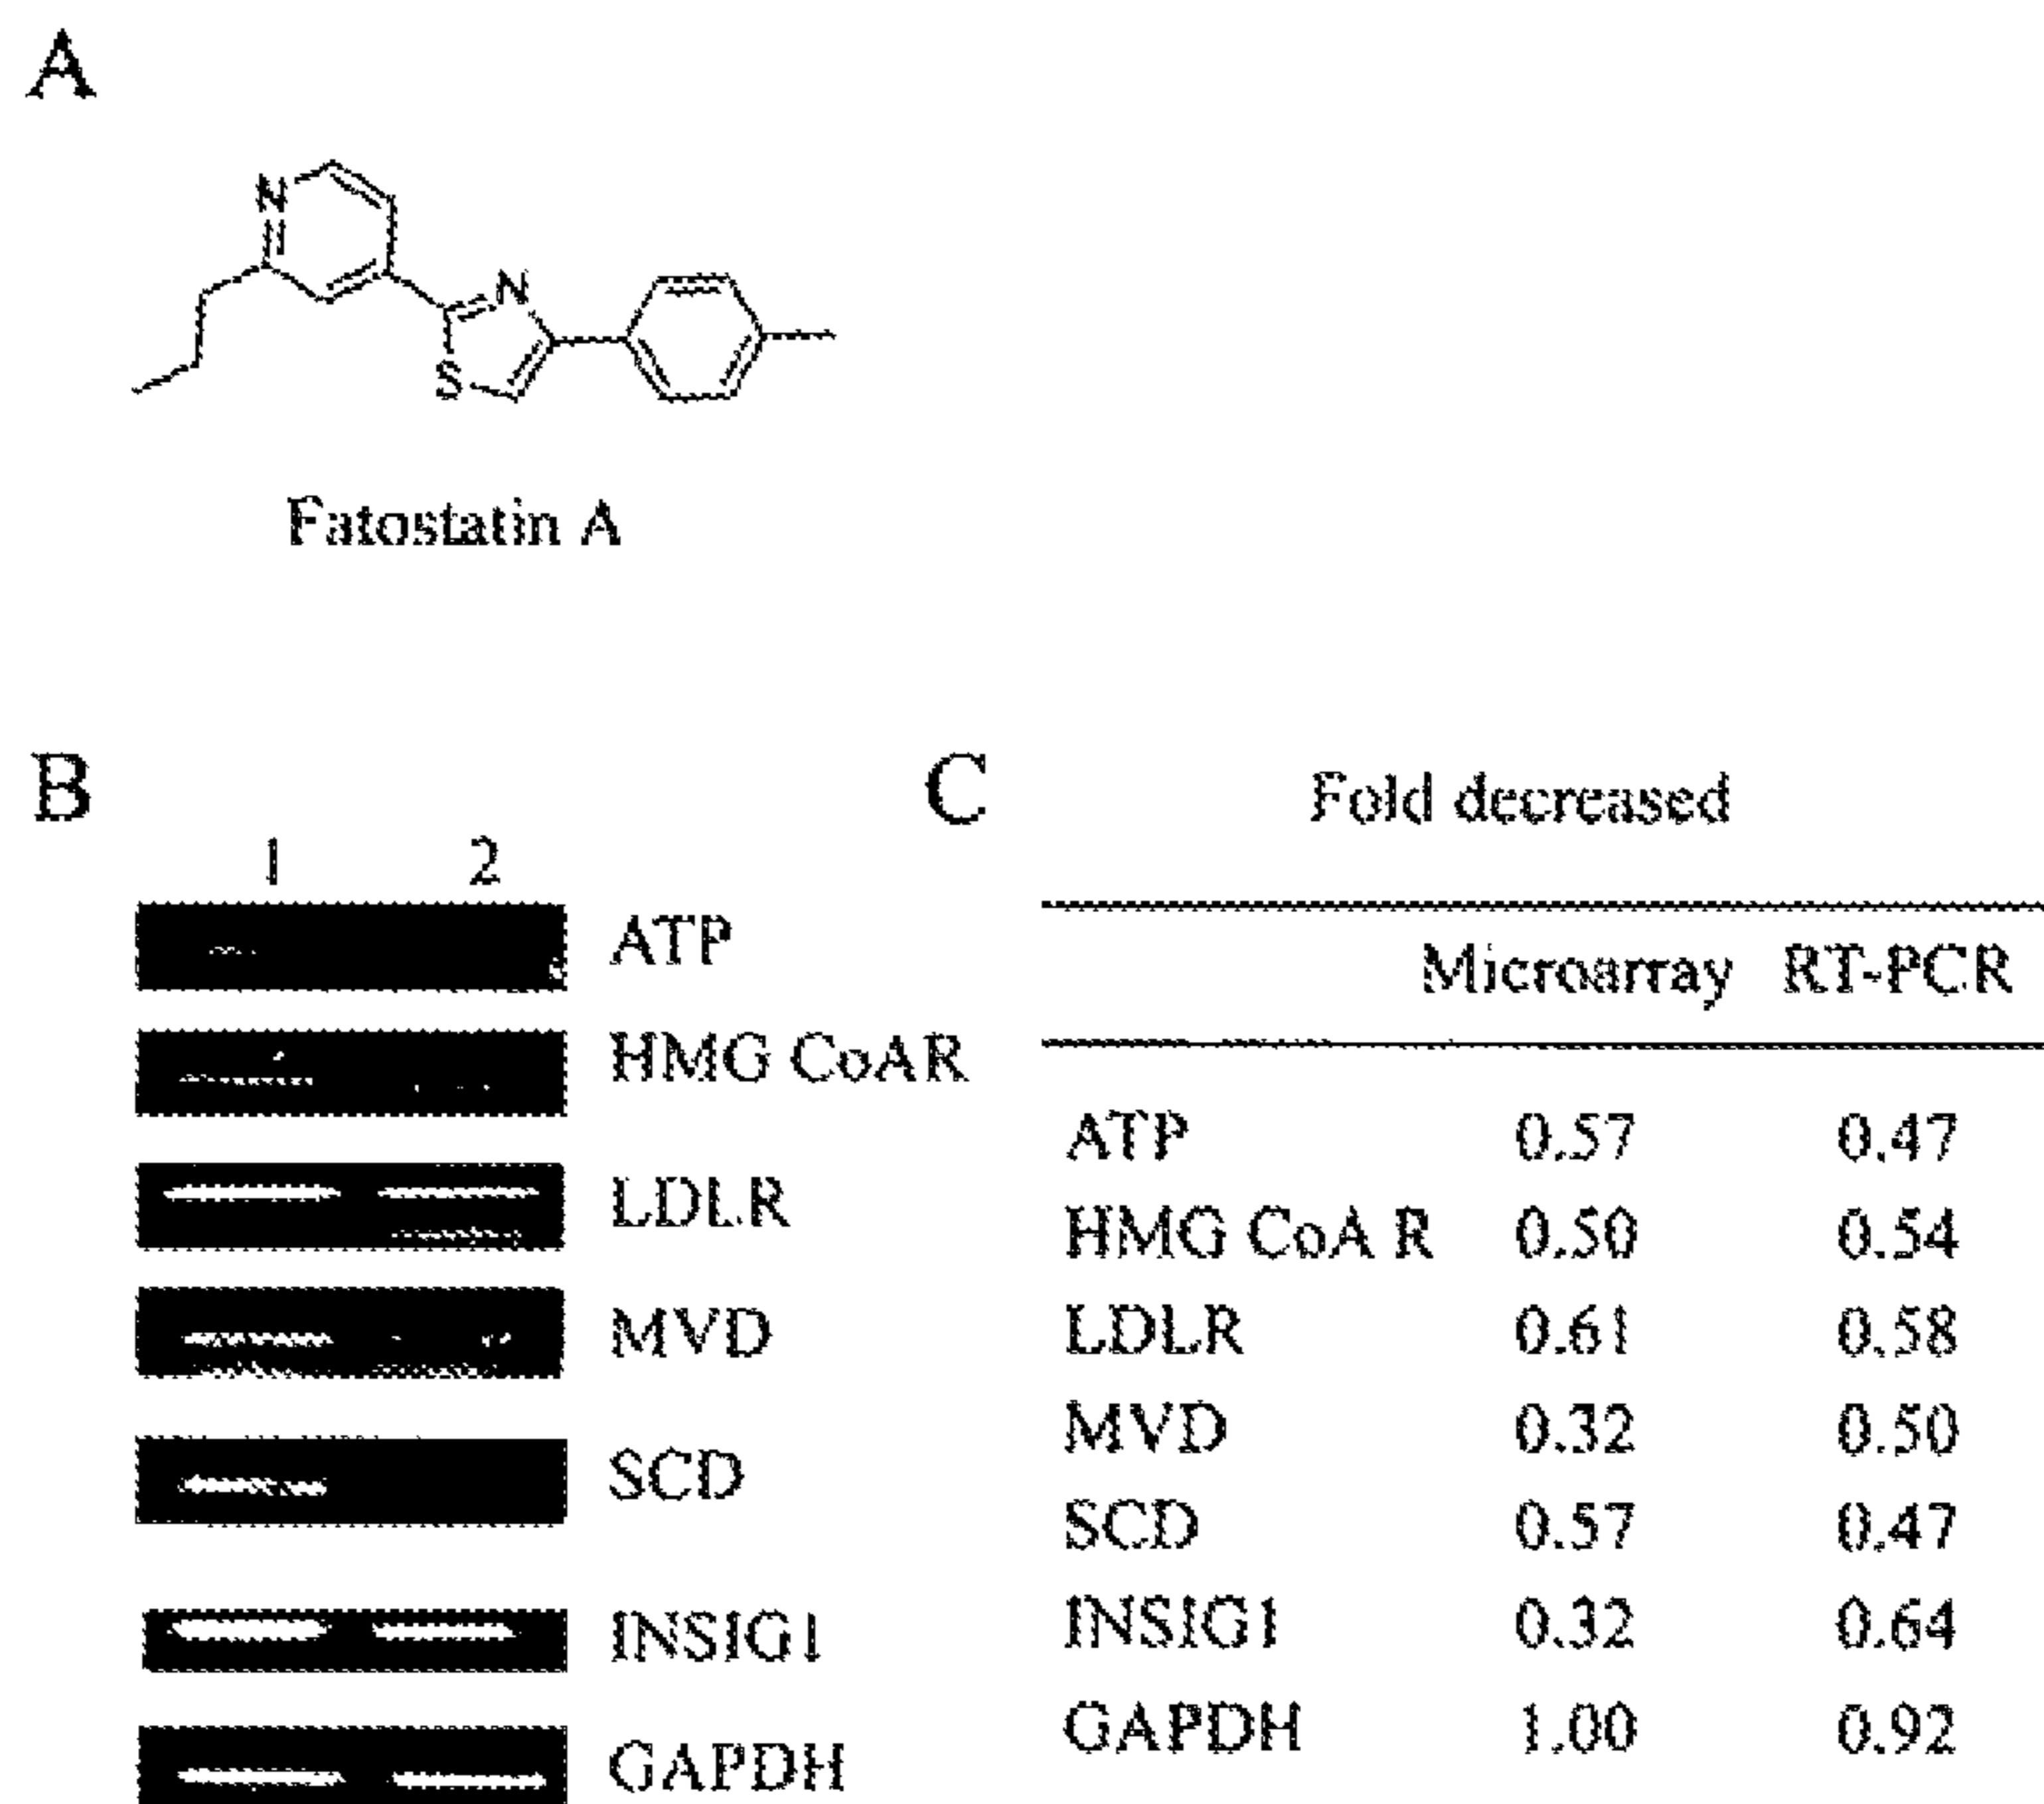 A
N
N
S
Fatostatin A
B
1 2
ATP
HMG CoAR
LDLR
MVD
SCD
INSIG1
GAPDH
C
Fold decreased
Microarray RT-PCR
ATP 0.57 0.47
HMG CoA R 0.50 0.54
LDLR 0.61 0.58
MVD 0.32 0.50
SCD 0.57 0.47
INSIG1 0.32 0.64
GAPDH 1.00 0.92